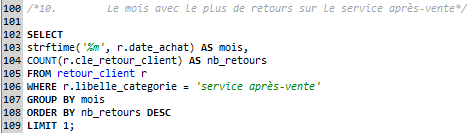 100 /*10. Le mois avec le plus de retours sur le service après-vente*/
101
102 SELECT
103 strftime('%m', r.date_achat) AS mois,
104 COUNT(r.cle_retour_client) AS nb_retours
105 FROM retour_client r
106 WHERE r.libelle_categorie = 'service après-vente'
107 GROUP BY mois
108 ORDER BY nb_retours DESC
109 LIMIT 1;